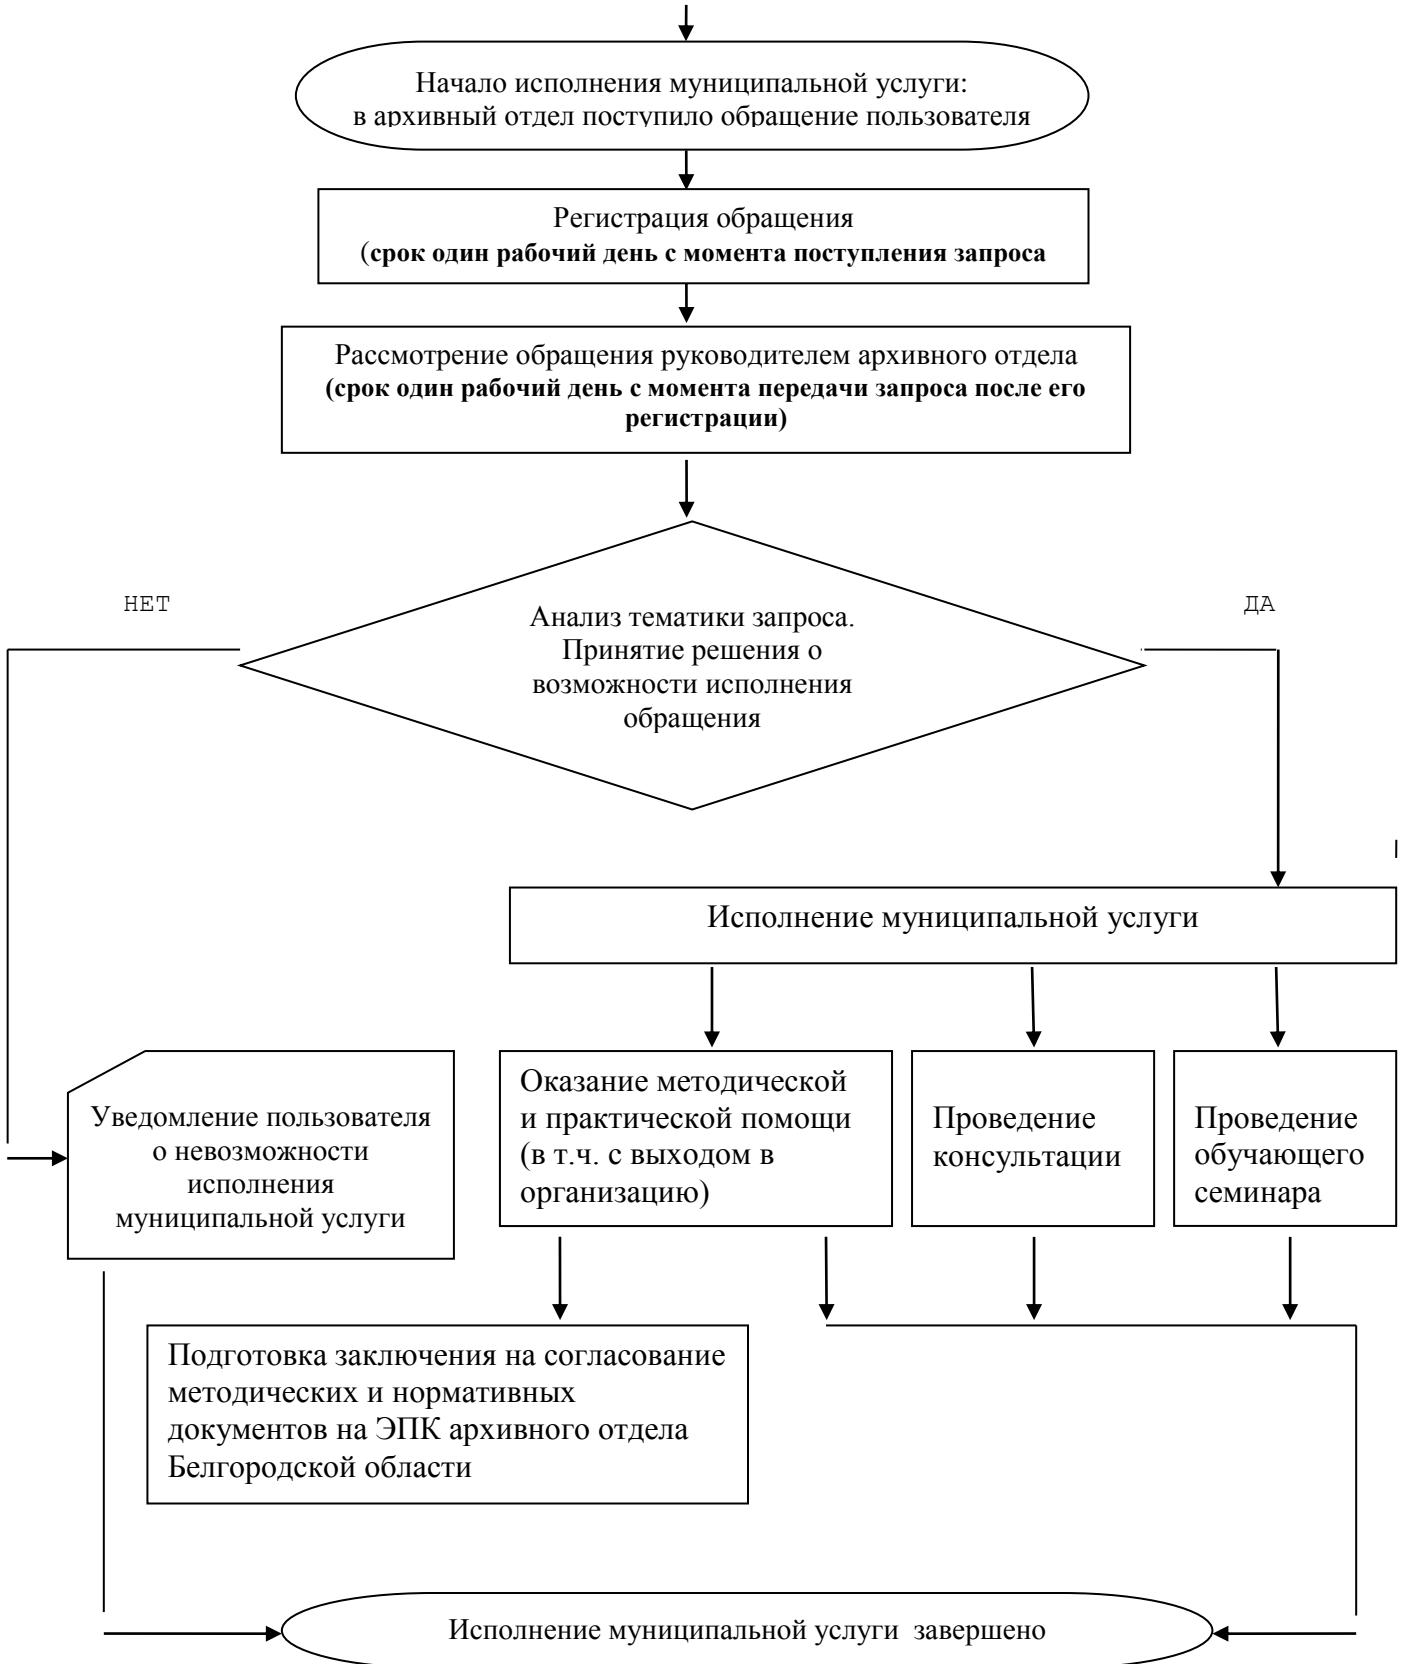 Начало исполнения муниципальной услуги:
в архивный отдел поступило обращение пользователя
Регистрация обращения
(срок один рабочий день с момента поступления запроса
Рассмотрение обращения руководителем архивного отдела
(срок один рабочий день с момента передачи запроса после его
регистрации)
НЕТ
ДА
Анализ тематики запроса.
Принятие решения о
возможности исполнения
обращения
Исполнение муниципальной услуги
Уведомление пользователя
о невозможности
исполнения
муниципальной услуги
Оказание методической
и практической помощи
(в т.ч. с выходом в
организацию)
Проведение
консультации
Проведение
обучающего
семинара
Подготовка заключения на согласование
методических и нормативных
документов на ЭПК архивного отдела
Белгородской области
Исполнение муниципальной услуги завершено